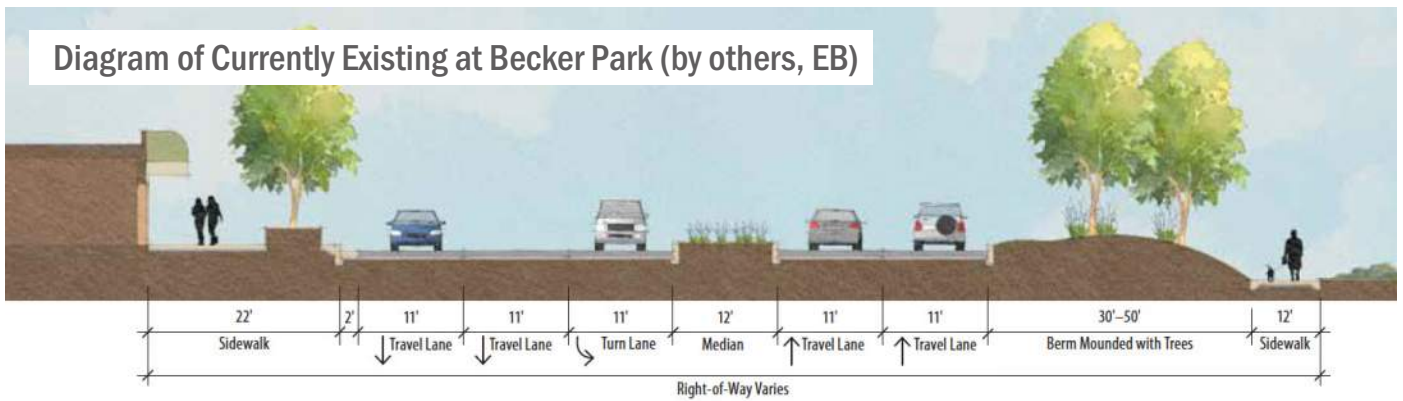 Diagram of Currently Existing at Becker Park (by others, EB)
22' 2' 11' 11' 11' 12' 11' 11' 30'–50' 12'
Sidewalk Travel Lane Travel Lane Turn Lane Median Travel Lane Travel Lane Berm Mounded with Trees Sidewalk
Right-of-Way Varies